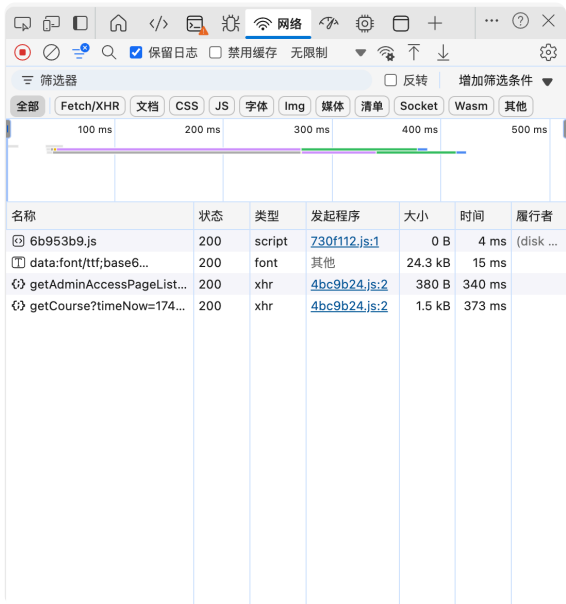 网络
保留日志 禁用缓存 无限制
筛选器 反转 增加筛选条件
全部 Fetch/XHR 文档 CSS JS 字体 Img 媒体 清单 Socket Wasm 其他
100 ms 200 ms 300 ms 400 ms 500 ms
名称 状态 类型 发起程序 大小 时间 履行者
6b953b9.js 200 script 730f112.js:1 0 B 4 ms (disk ...
data:font/ttf;base6... 200 font 其他 24.3 kB 15 ms
getAdminAccessPageList... 200 xhr 4bc9b24.js:2 380 B 340 ms
getCourse?timeNow=174... 200 xhr 4bc9b24.js:2 1.5 kB 373 ms